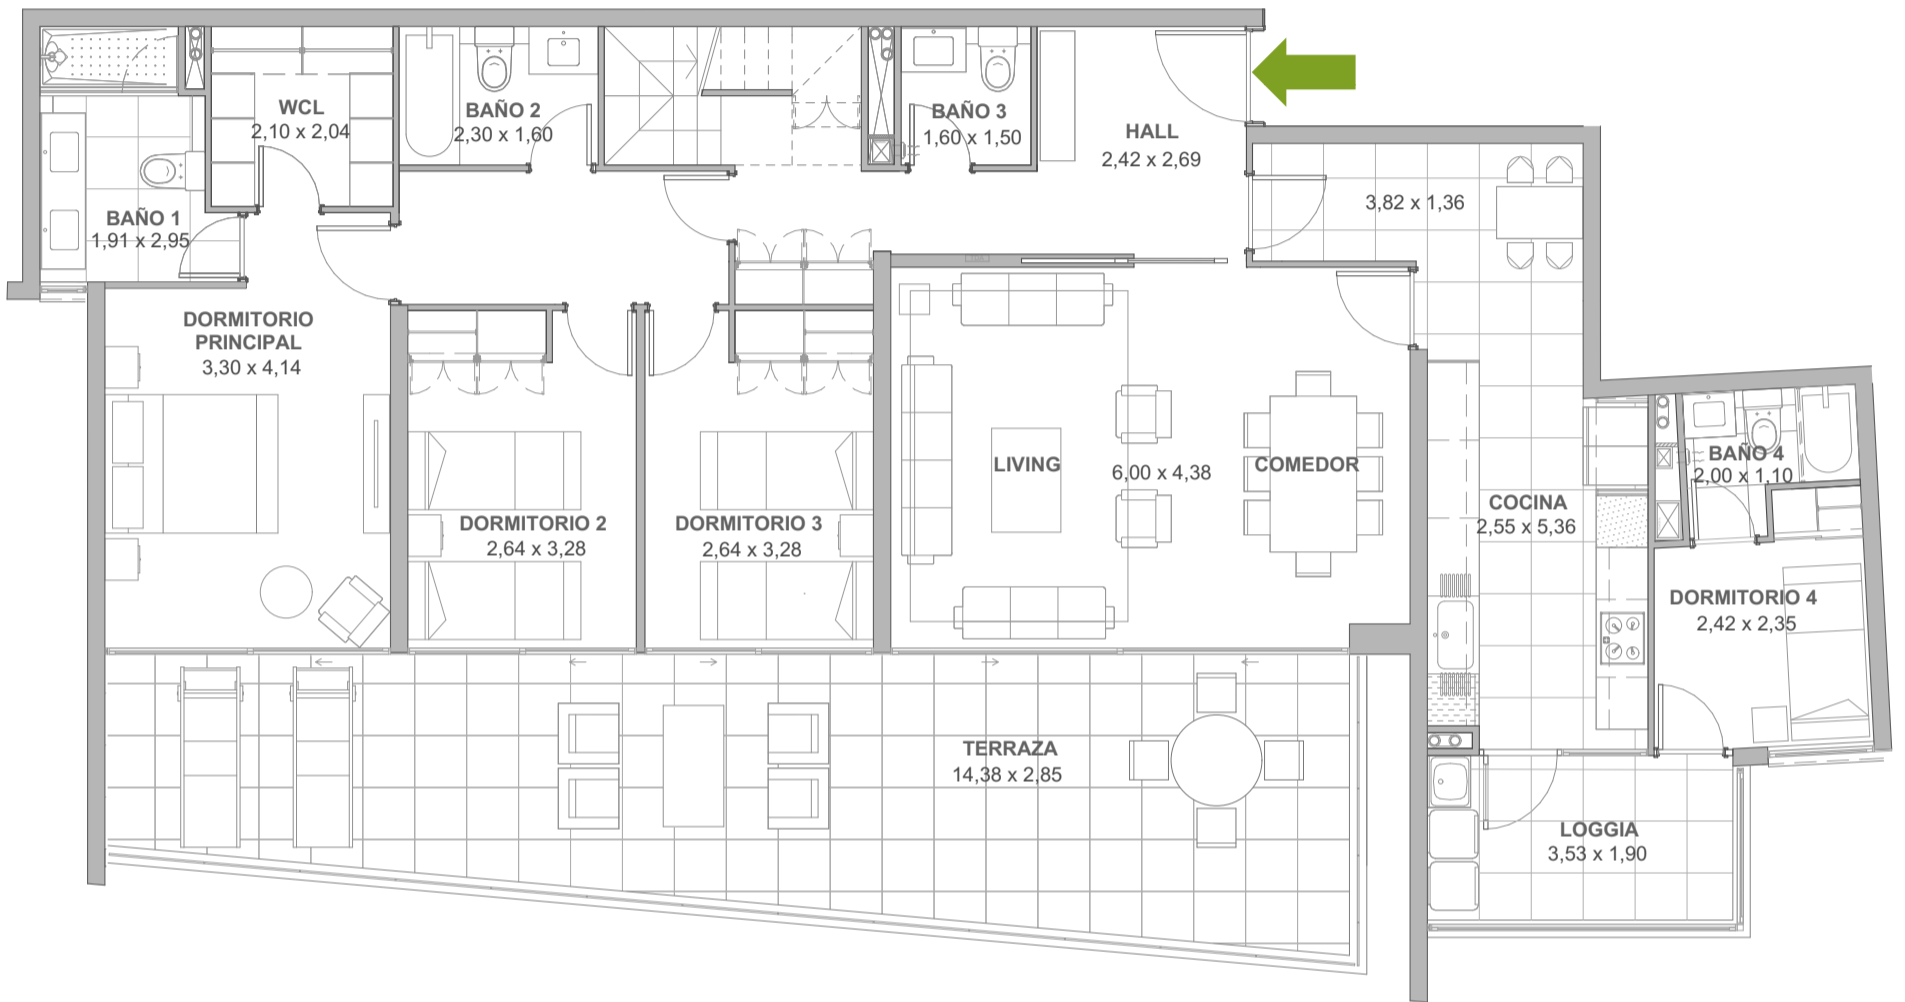 WCL
2,10 x 2,04
BAÑO 2
2,30 x 1,60
BAÑO 3
1,60 x 1,50
HALL
2,42 x 2,69
BAÑO 1
1,91 x 2,95
3,82 x 1,36
DORMITORIO
PRINCIPAL
3,30 x 4,14
LIVING
6,00 x 4,38
COMEDOR
BAÑO 4
2,00 x 1,10
COCINA
2,55 x 5,36
DORMITORIO 2
2,64 x 3,28
DORMITORIO 3
2,64 x 3,28
DORMITORIO 4
2,42 x 2,35
TERRAZA
14,38 x 2,85
LOGGIA
3,53 x 1,90